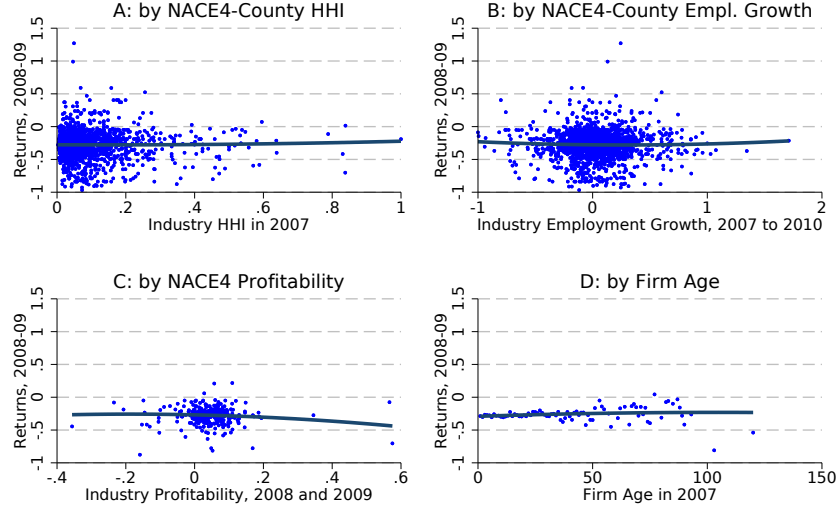 A: by NACE4-County HHI
Returns, 2008-09
1.5
1
.5
0
-.5
-1
0 .2 .4 .6 .8 1
Industry HHI in 2007
B: by NACE4-County Empl. Growth
Returns, 2008-09
1.5
1
.5
0
-.5
-1
-1 0 1 2
Industry Employment Growth, 2007 to 2010
C: by NACE4 Profitability
Returns, 2008-09
1.5
1
.5
0
-.5
-1
-.4 -.2 0 .2 .4 .6
Industry Profitability, 2008 and 2009
D: by Firm Age
Returns, 2008-09
1.5
1
.5
0
-.5
-1
0 50 100 150
Firm Age in 2007